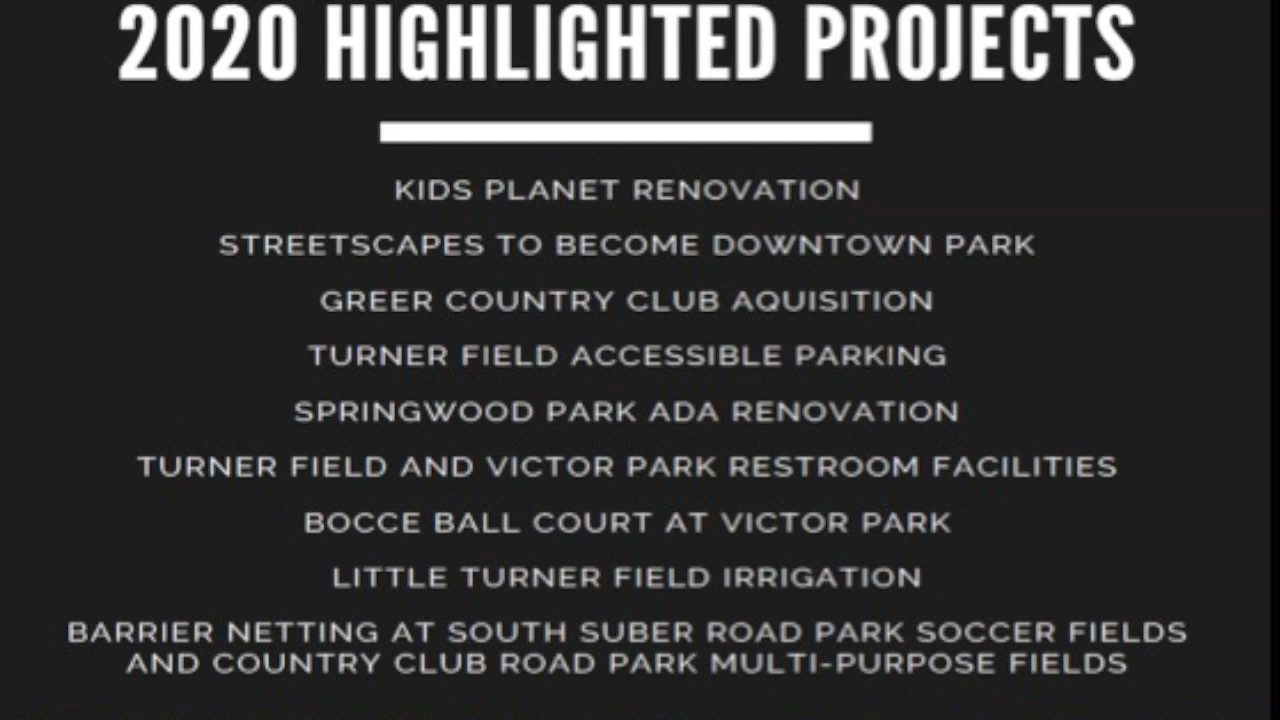 2020 HIGHLIGHTED PROJECTS
KIDS PLANET RENOVATION
STREETSCAPES TO BECOME DOWNTOWN PARK
GREER COUNTRY CLUB AQUISITION
TURNER FIELD ACCESSIBLE PARKING
SPRINGWOOD PARK ADA RENOVATION
TURNER FIELD AND VICTOR PARK RESTROOM FACILITIES
BOCCE BALL COURT AT VICTOR PARK
LITTLE TURNER FIELD IRRIGATION
BARRIER NETTING AT SOUTH SUBER ROAD PARK SOCCER FIELDS
AND COUNTRY CLUB ROAD PARK MULTI-PURPOSE FIELDS